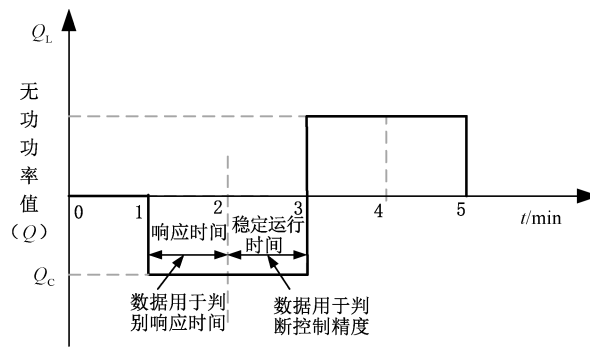 Q_L
无功功率值
（Q）
0 1 2 3 4 5
t/min
响应时间
稳定运行
时间
Q_C
数据用于判
别响应时间
数据用于判
断控制精度